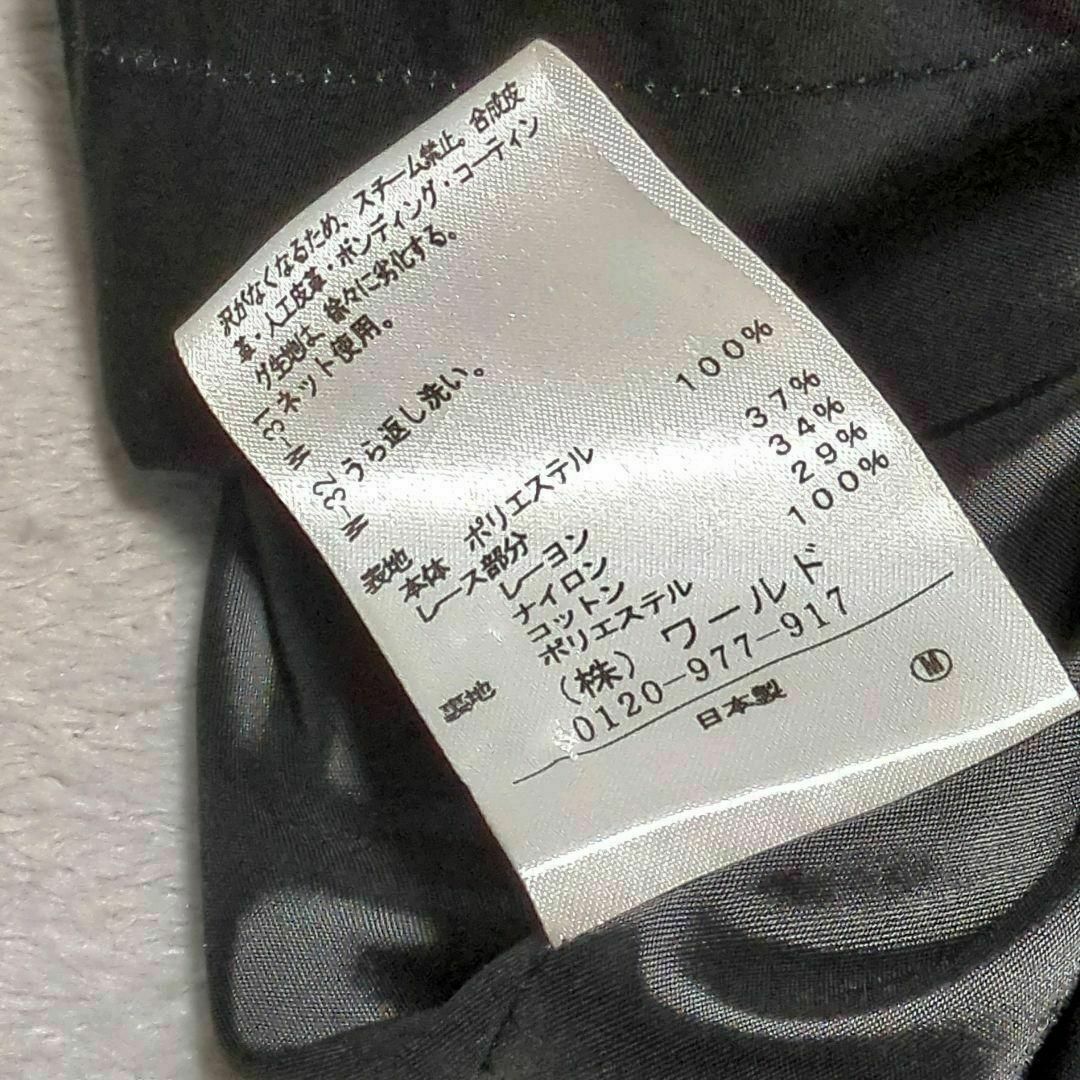 沢がなくなるため、スチーム禁止。合成皮
革・人工皮革・ボンディング・コーティン
グ生地は、徐々に劣化する。
W-31ネット使用。
W-32うら返し洗い。
表地
本体 ポリエステル 100%
レース部分
レーヨン 37%
ナイロン 34%
コットン 29%
裏地 ポリエステル 100%
(株) ワールド
0120-977-917
日本製
M